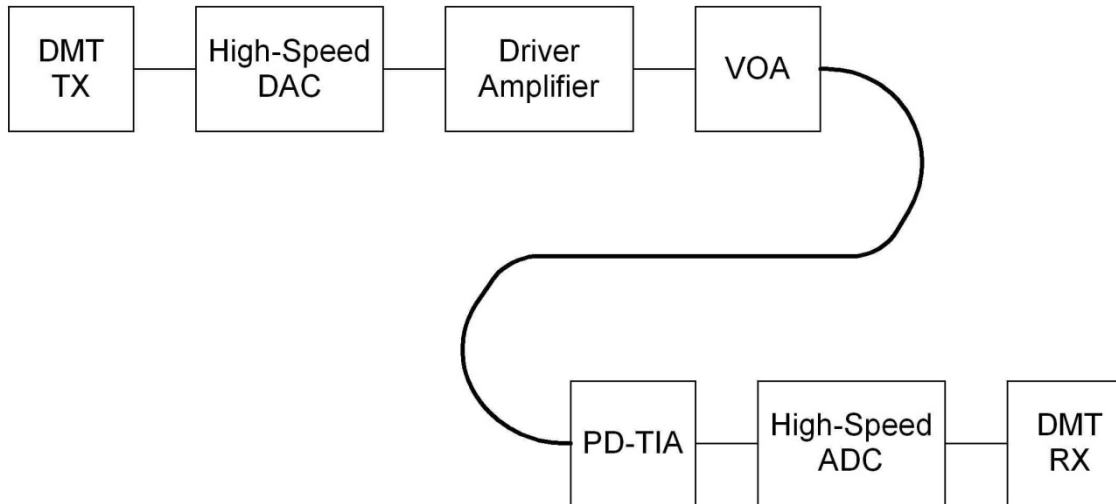 DMT
TX
High-Speed
DAC
Driver
Amplifier
VOA
PD-TIA
High-Speed
ADC
DMT
RX